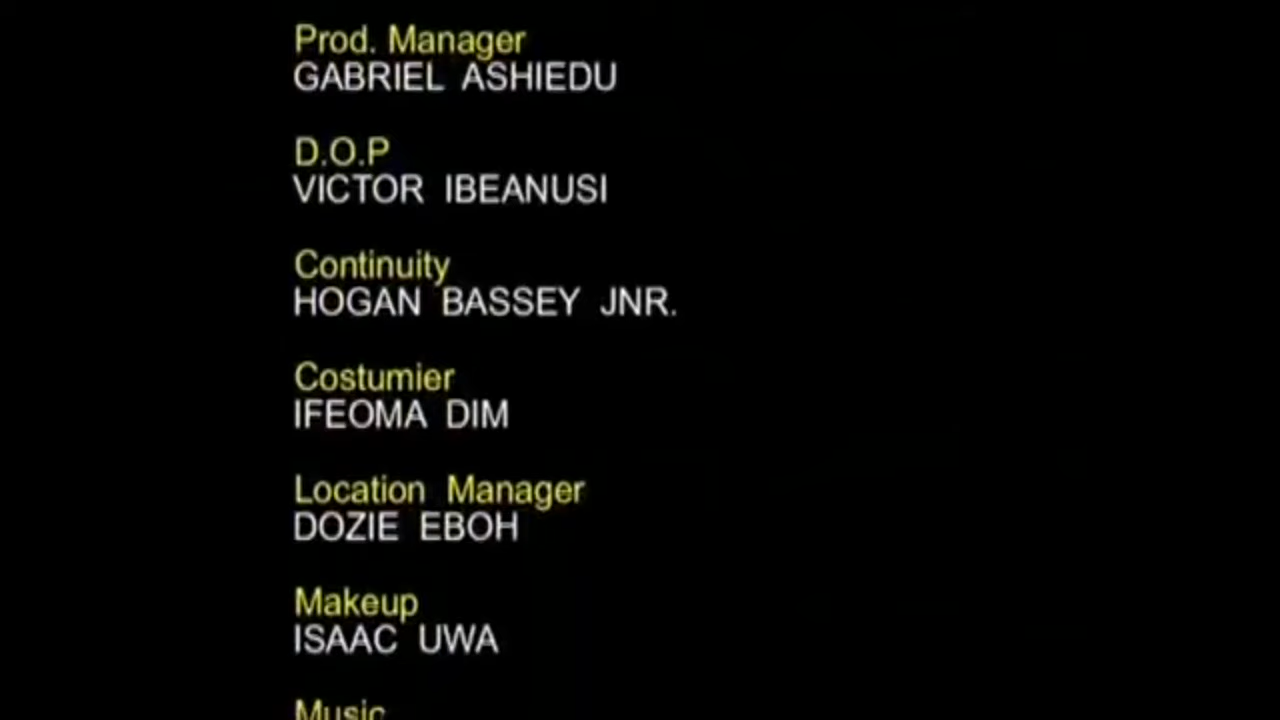 Prod. Manager
GABRIEL ASHIEDU
D.O.P
VICTOR IBEANUSI
Continuity
HOGAN BASSEY JNR.
Costumier
IFEOMA DIM
Location Manager
DOZIE EBOH
Makeup
ISAAC UWA
Music